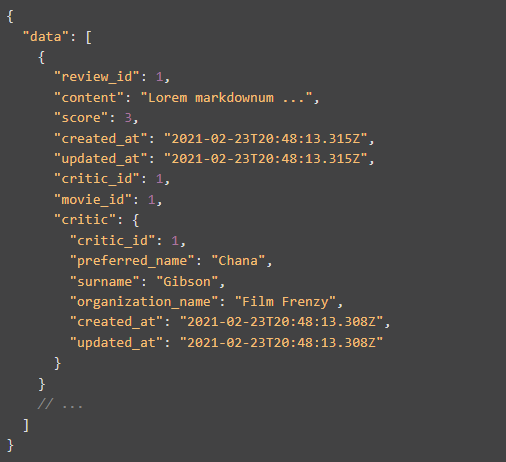 {
  "data": [
    {
      "review_id": 1,
      "content": "Lorem markdownum ...",
      "score": 3,
      "created_at": "2021-02-23T20:48:13.315Z",
      "updated_at": "2021-02-23T20:48:13.315Z",
      "critic_id": 1,
      "movie_id": 1,
      "critic": {
        "critic_id": 1,
        "preferred_name": "Chana",
        "surname": "Gibson",
        "organization_name": "Film Frenzy",
        "created_at": "2021-02-23T20:48:13.308Z",
        "updated_at": "2021-02-23T20:48:13.308Z"
      }
    }
    // ...
  ]
}